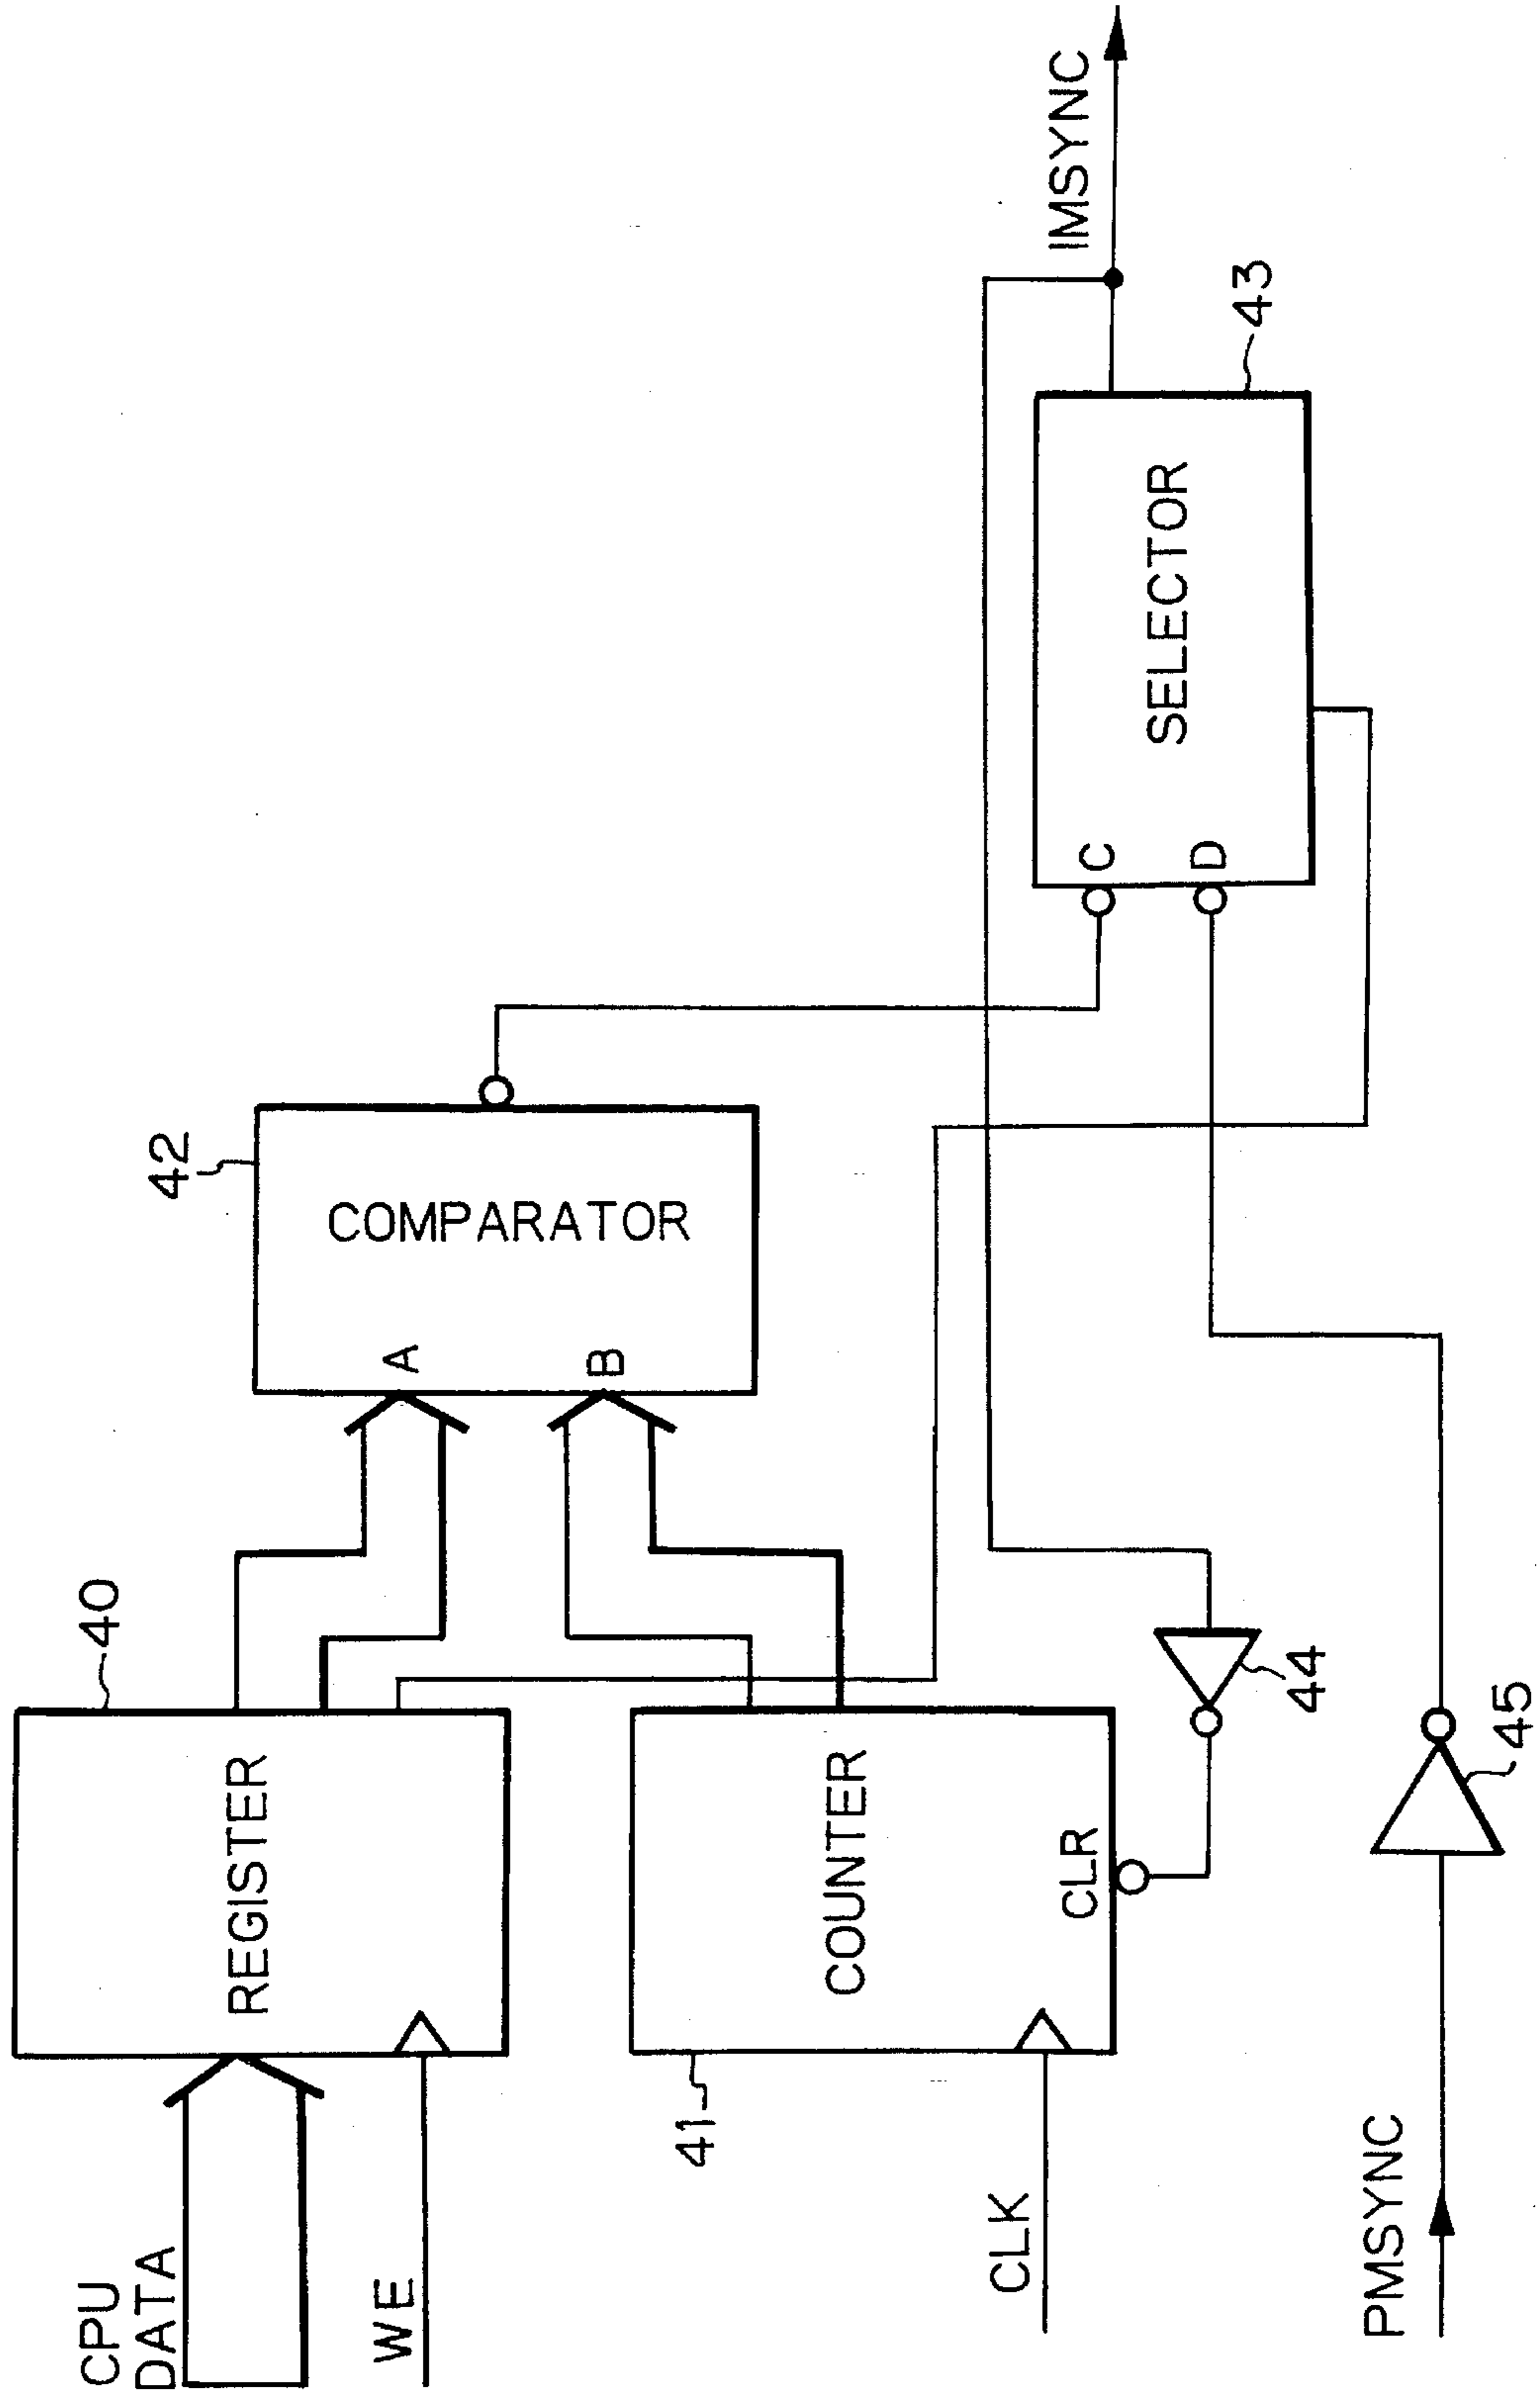 CPU
DATA
WE
REGISTER
40
A
B
COMPARATOR
42
CLK
COUNTER
CLR
41
44
PMSYNC
45
C
D
SELECTOR
43
IMSYNC